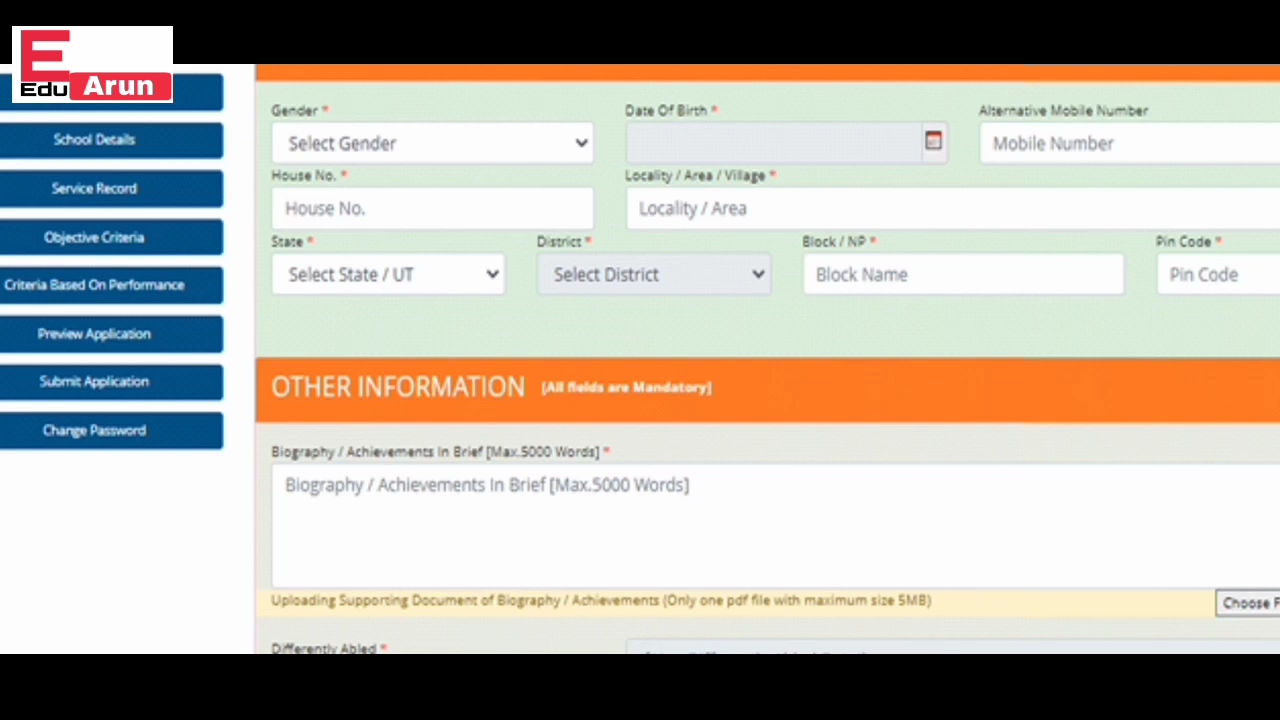 E
Edu Arun
School Details
Service Record
Objective Criteria
Criteria Based On Performance
Preview Application
Submit Application
Change Password
Gender * Date Of Birth * Alternative Mobile Number
Select Gender Mobile Number
House No. * Locality / Area / Village *
House No. Locality / Area
State * District * Block / NP * Pin Code *
Select State / UT Select District Block Name Pin Code
OTHER INFORMATION [All fields are Mandatory]
Biography / Achievements In Brief [Max.5000 Words] *
Biography / Achievements In Brief [Max.5000 Words]
Uploading Supporting Document of Biography / Achievements (Only one pdf file with maximum size 5MB) Choose F
Differently Abled *